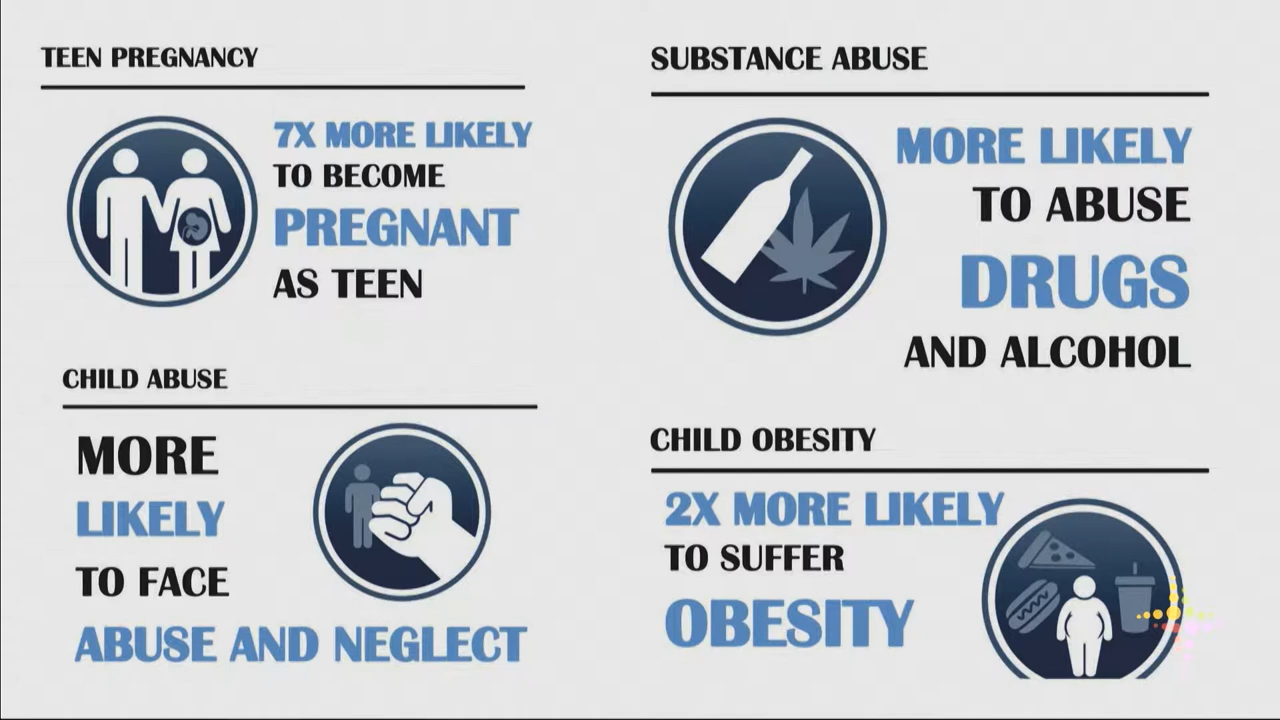 TEEN PREGNANCY
7X MORE LIKELY
TO BECOME
PREGNANT
AS TEEN
SUBSTANCE ABUSE
MORE LIKELY
TO ABUSE
DRUGS
AND ALCOHOL
CHILD ABUSE
MORE
LIKELY
TO FACE
ABUSE AND NEGLECT
CHILD OBESITY
2X MORE LIKELY
TO SUFFER
OBESITY